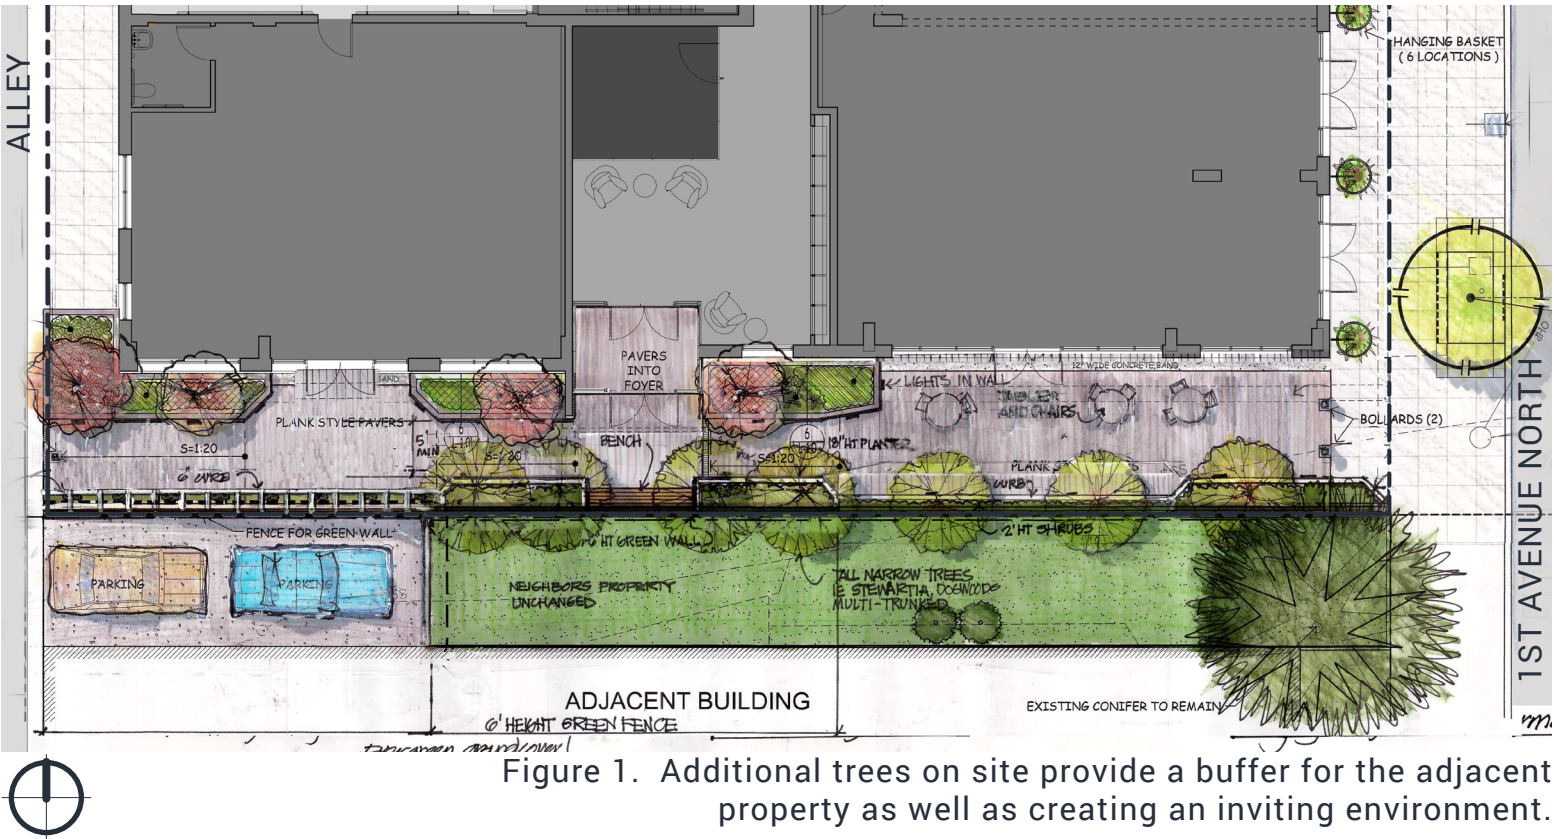 ALLEY
HANGING BASKET
( 6 LOCATIONS )
PAVERS
INTO
FOYER
12" WIDE CONCRETE BAND
LIGHTS IN WALL
AND CHAIRS
PLANK STYLE PAVERS
BOLLARDS (2)
S=1:20
5'
MIN
BENCH
18" HT PLANTER
S=1:20
S=1:20
6" CURB
PLANK
CURB
1ST AVENUE NORTH
FENCE FOR GREEN WALL
6' HT GREEN WALL
2' HT SHRUBS
PARKING
PARKING
NEIGHBORS PROPERTY
UNCHANGED
TALL NARROW TREES
IE STEWARTIA, DOGWOODS
MULTI-TRUNKED
ADJACENT BUILDING
EXISTING CONIFER TO REMAIN
6' HEIGHT GREEN FENCE
Figure 1. Additional trees on site provide a buffer for the adjacent
property as well as creating an inviting environment.